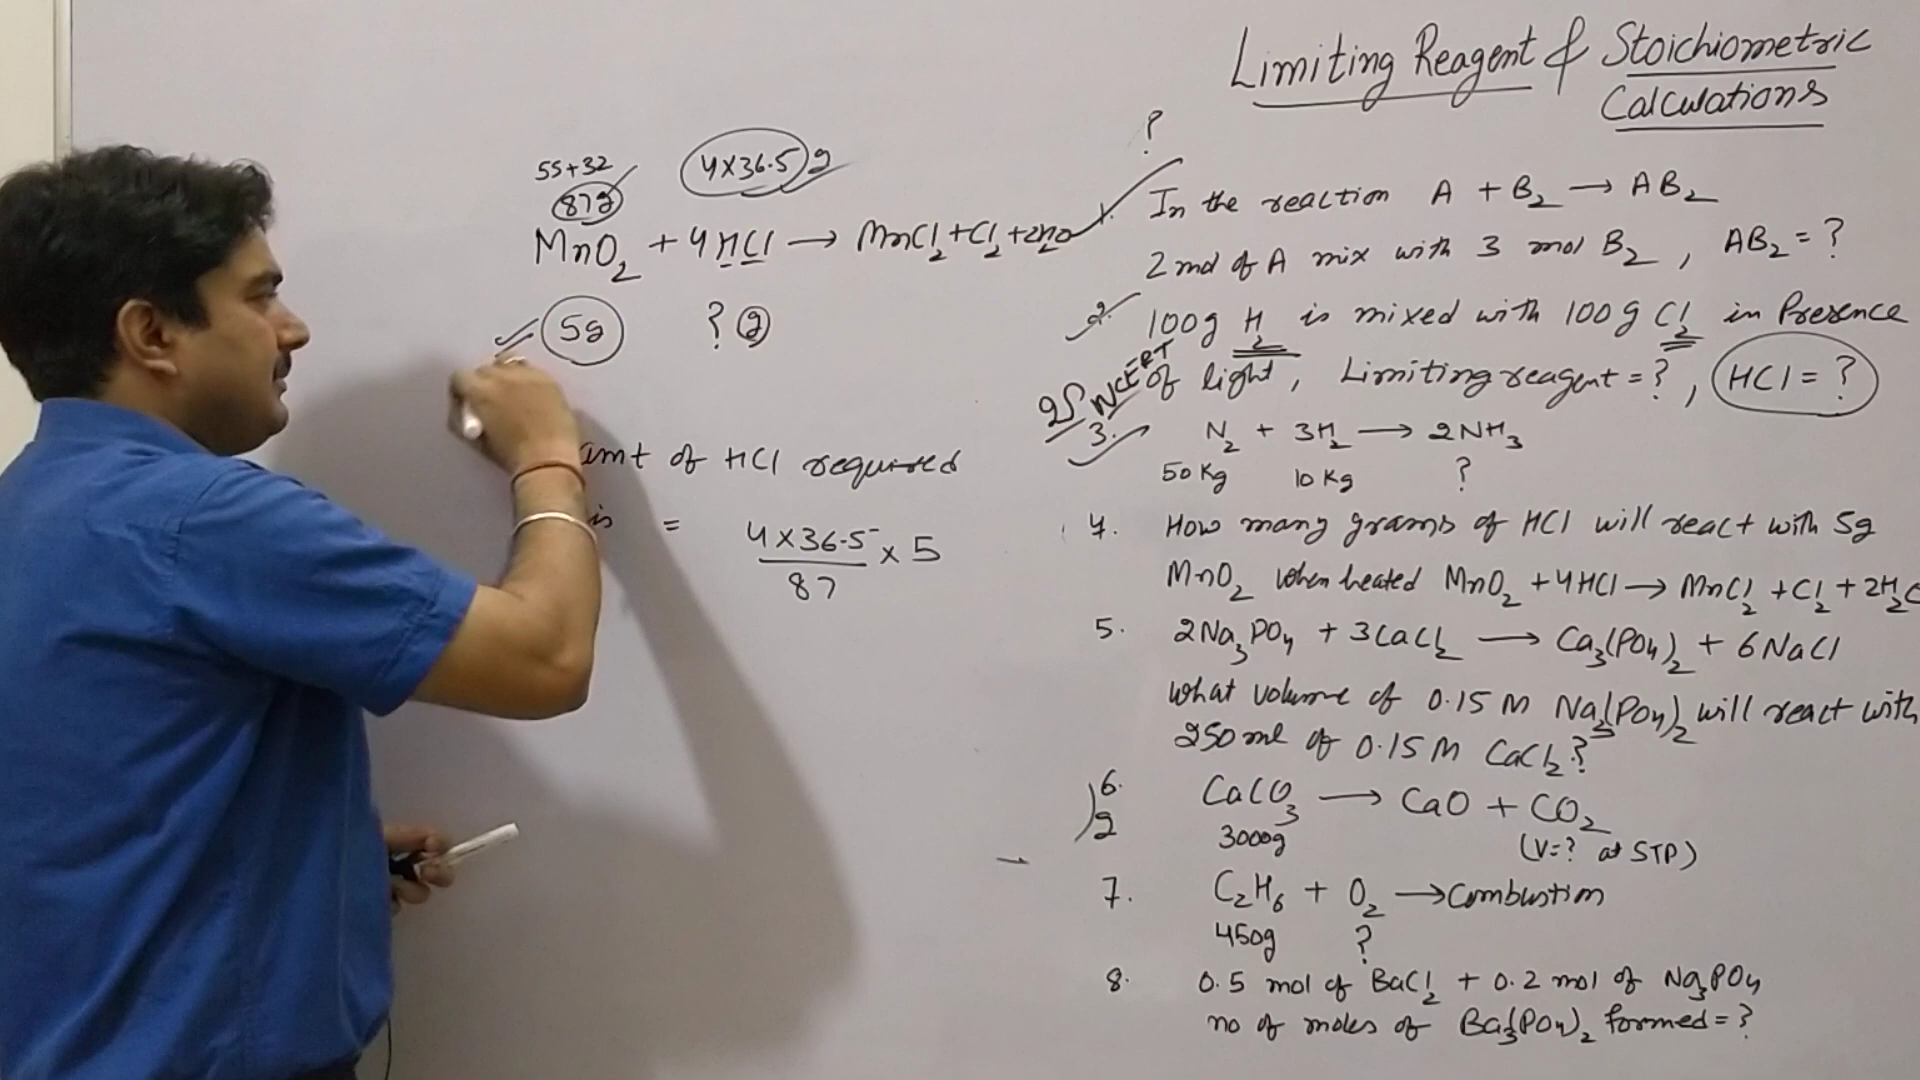 Limiting Reagent & Stoichiometric
Calculations
?
55+32
87g
4×36.5 g
MnO₂ + 4HCl → MnCl₂+Cl₂+2H₂O
5g ? g
amt of HCl required
is = 4×36.5/87 × 5
1. In the reaction A + B₂ → AB₂
2 mol of A mix with 3 mol B₂, AB₂ = ?
2. 100g H₂ is mixed with 100g Cl₂ in Presence
of light, Limiting reagent = ?, HCl = ?
NCERT
3. N₂ + 3H₂ → 2NH₃
50 Kg 10 Kg ?
4. How many grams of HCl will react with 5g
MnO₂ when heated MnO₂ + 4HCl → MnCl₂ + Cl₂ + 2H₂O
5. 2Na₃PO₄ + 3CaCl₂ → Ca₃(PO₄)₂ + 6NaCl
what volume of 0.15 M Na₃(PO₄)₂ will react with
250 ml of 0.15 M CaCl₂?
6. CaCO₃ → CaO + CO₂
3000g (V=? at STP)
7. C₂H₆ + O₂ → Combustion
450g ?
8. 0.5 mol of BaCl₂ + 0.2 mol of Na₃PO₄
no of moles of Ba₃(PO₄)₂ formed = ?